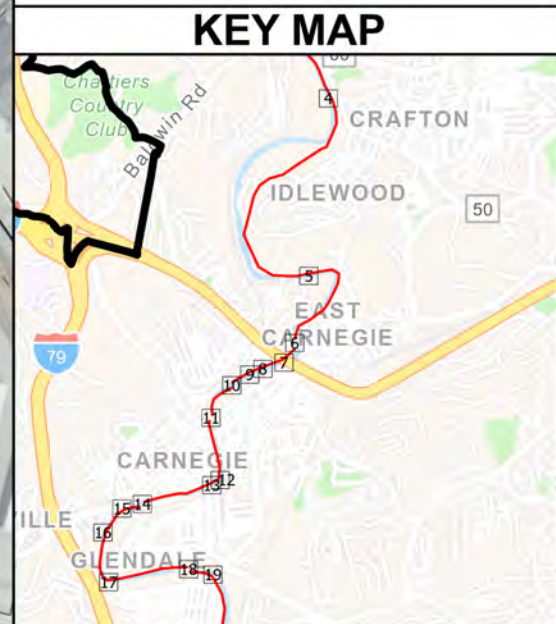 KEY MAP
Chartiers
Country
Club
Baldwin Rd
4
CRAFTON
IDLEWOOD
50
5
EAST
CARNEGIE
6
79
7
8
9
10
11
CARNEGIE
12
13
14
15
VILLE
16
GLENDALE
17
18
19